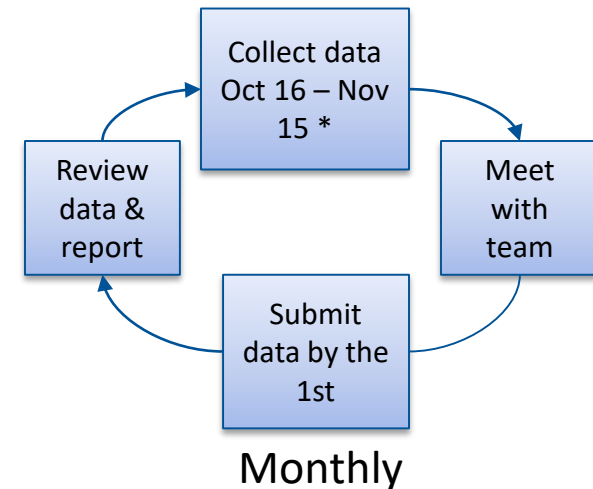 Collect data
Oct 16 – Nov
15 *
Meet
with
team
Submit
data by the
1st
Review
data &
report
Monthly